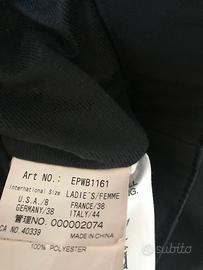 Art NO.: EPWB1161
International Size LADIE'S/FEMME
U.S.A./8 FRANCE/38
GERMANY/38 ITALY/44
管理NO. 000002074
CA NO. 40339 MADE IN CHINA
100% POLYESTER
subito